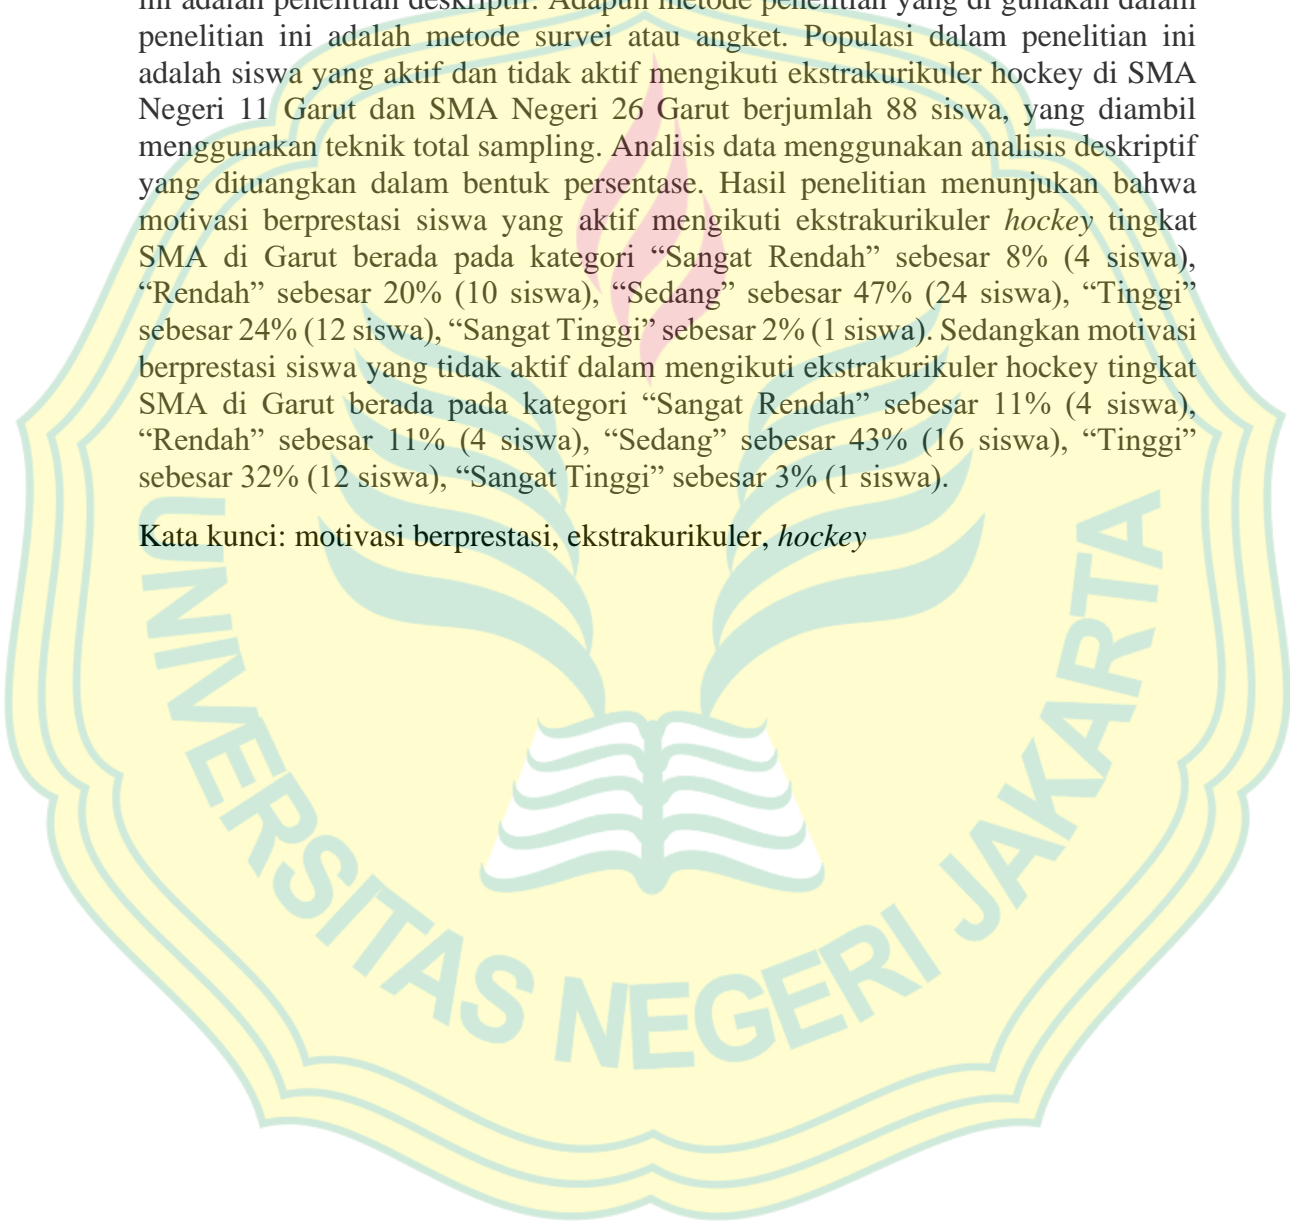 ini adalah penelitian deskriptif. Adapun metode penelitian yang di gunakan dalam
penelitian ini adalah metode survei atau angket. Populasi dalam penelitian ini
adalah siswa yang aktif dan tidak aktif mengikuti ekstrakurikuler hockey di SMA
Negeri 11 Garut dan SMA Negeri 26 Garut berjumlah 88 siswa, yang diambil
menggunakan teknik total sampling. Analisis data menggunakan analisis deskriptif
yang dituangkan dalam bentuk persentase. Hasil penelitian menunjukan bahwa
motivasi berprestasi siswa yang aktif mengikuti ekstrakurikuler hockey tingkat
SMA di Garut berada pada kategori “Sangat Rendah” sebesar 8% (4 siswa),
“Rendah” sebesar 20% (10 siswa), “Sedang” sebesar 47% (24 siswa), “Tinggi”
sebesar 24% (12 siswa), “Sangat Tinggi” sebesar 2% (1 siswa). Sedangkan motivasi
berprestasi siswa yang tidak aktif dalam mengikuti ekstrakurikuler hockey tingkat
SMA di Garut berada pada kategori “Sangat Rendah” sebesar 11% (4 siswa),
“Rendah” sebesar 11% (4 siswa), “Sedang” sebesar 43% (16 siswa), “Tinggi”
sebesar 32% (12 siswa), “Sangat Tinggi” sebesar 3% (1 siswa).
Kata kunci: motivasi berprestasi, ekstrakurikuler, hockey
UNIVERSITAS NEGERI JAKARTA